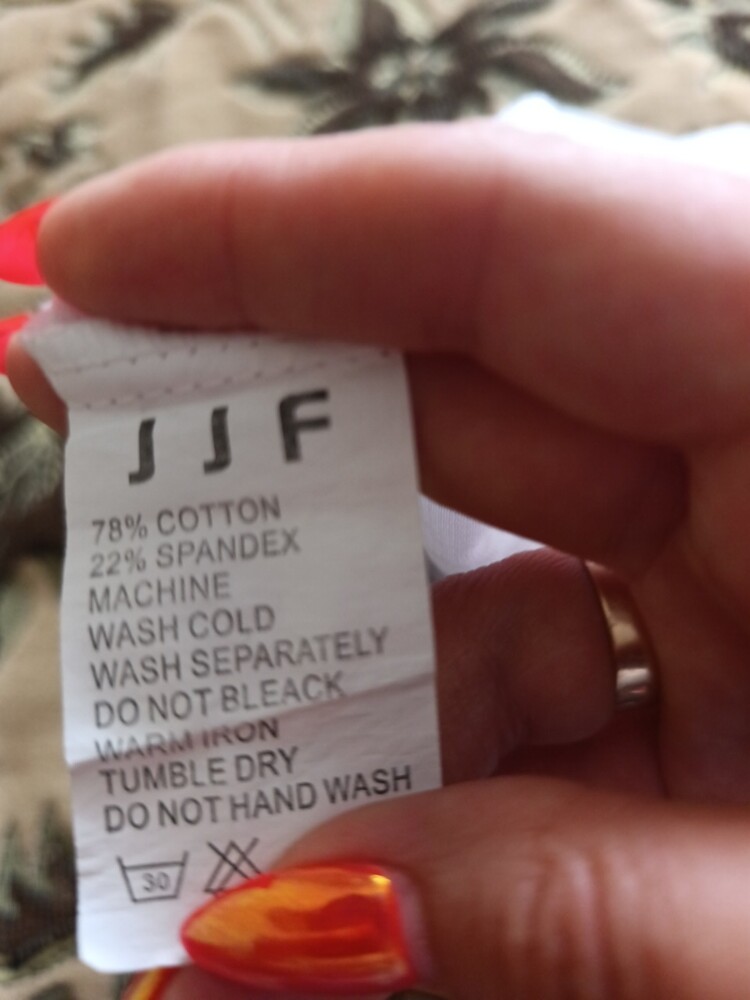 JJF
78% COTTON
22% SPANDEX
MACHINE
WASH COLD
WASH SEPARATELY
DO NOT BLEACK
WARM IRON
TUMBLE DRY
DO NOT HAND WASH
30